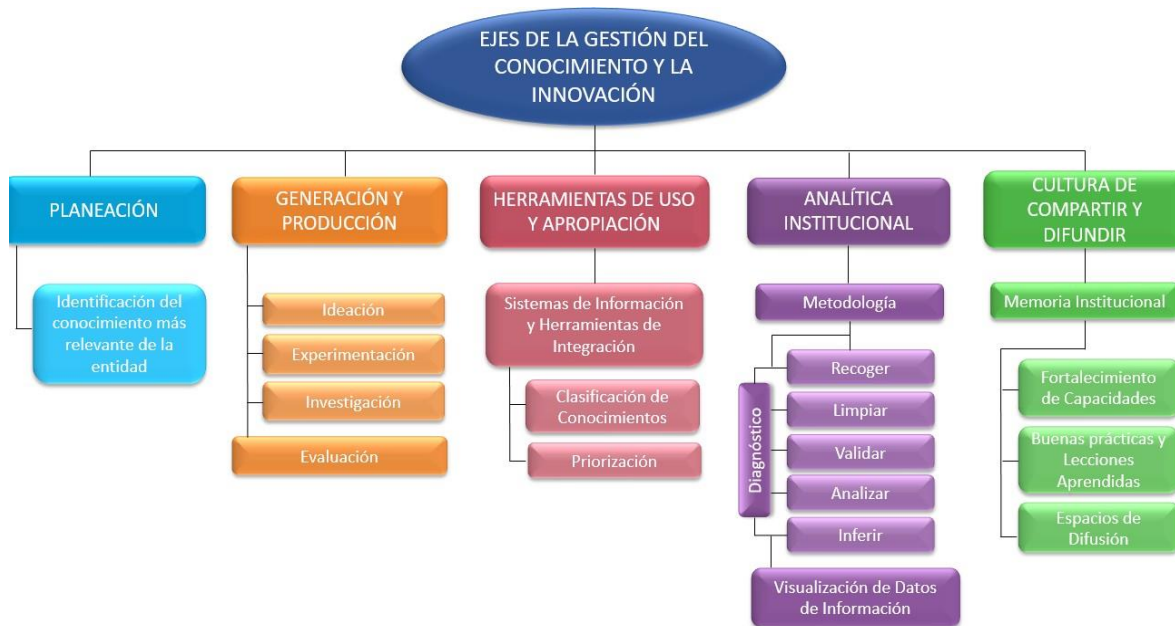 EJES DE LA GESTIÓN DEL
CONOCIMIENTO Y LA
INNOVACIÓN
PLANEACIÓN
Identificación del
conocimiento más
relevante de la
entidad
GENERACIÓN Y
PRODUCCIÓN
Ideación
Experimentación
Investigación
Evaluación
HERRAMIENTAS DE USO
Y APROPIACIÓN
Sistemas de Información
y Herramientas de
Integración
Clasificación de
Conocimientos
Priorización
ANALÍTICA
INSTITUCIONAL
Metodología
Diagnóstico
Recoger
Limpiar
Validar
Analizar
Inferir
Visualización de Datos
de Información
CULTURA DE
COMPARTIR Y
DIFUNDIR
Memoria Institucional
Fortalecimiento
de Capacidades
Buenas prácticas y
Lecciones
Aprendidas
Espacios de
Difusión